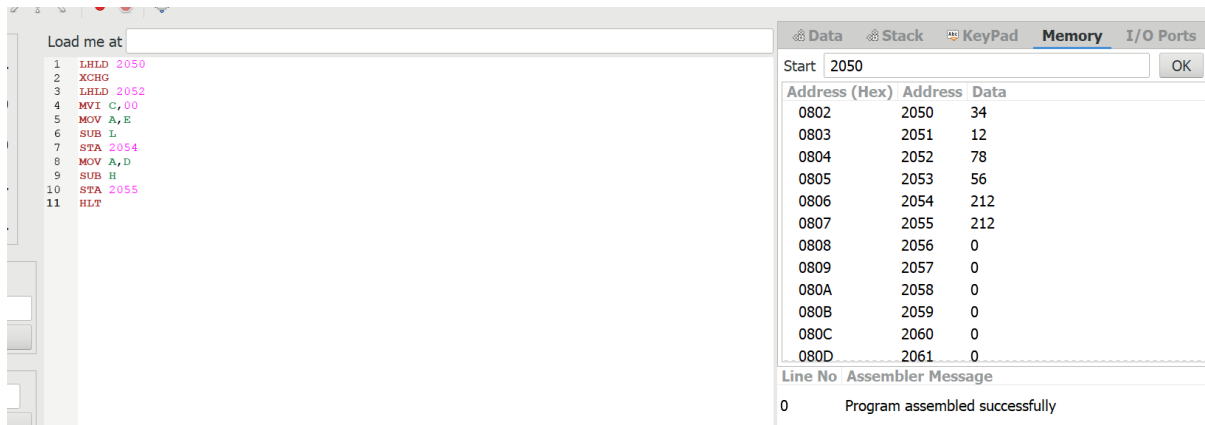 Load me at
1 LHLD 2050
2 XCHG
3 LHLD 2052
4 MVI C,00
5 MOV A,E
6 SUB L
7 STA 2054
8 MOV A,D
9 SUB H
10 STA 2055
11 HLT
Data Stack KeyPad Memory I/O Ports
Start 2050 OK
Address (Hex) Address Data
0802 2050 34
0803 2051 12
0804 2052 78
0805 2053 56
0806 2054 212
0807 2055 212
0808 2056 0
0809 2057 0
080A 2058 0
080B 2059 0
080C 2060 0
080D 2061 0
Line No Assembler Message
0 Program assembled successfully